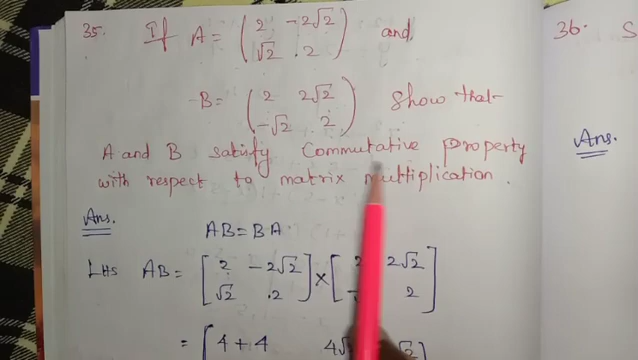 35. If A = ( 2 -2√2 ) and
( √2 2 )
B = ( 2 2√2 ) Show that
( -√2 2 )
A and B satisfy Commutative property
with respect to matrix multiplication.
Ans. AB = BA
LHS AB = [ 2 -2√2 ] × [ 2 2√2 ]
[ √2 2 ] [ 2 ]
= [ 4+4 4√
36. S
Ans.